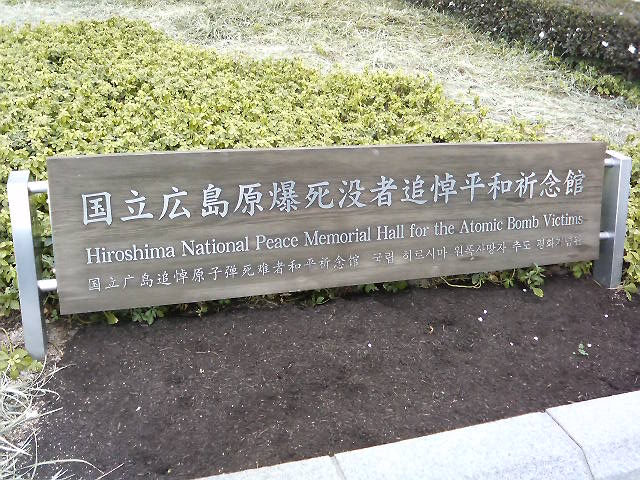 国立広島原爆死没者追悼平和祈念館
Hiroshima National Peace Memorial Hall for the Atomic Bomb Victims
国立广岛追悼原子弹死难者和平祈念馆 국립 히로시마 원폭사망자 추도 평화기념관